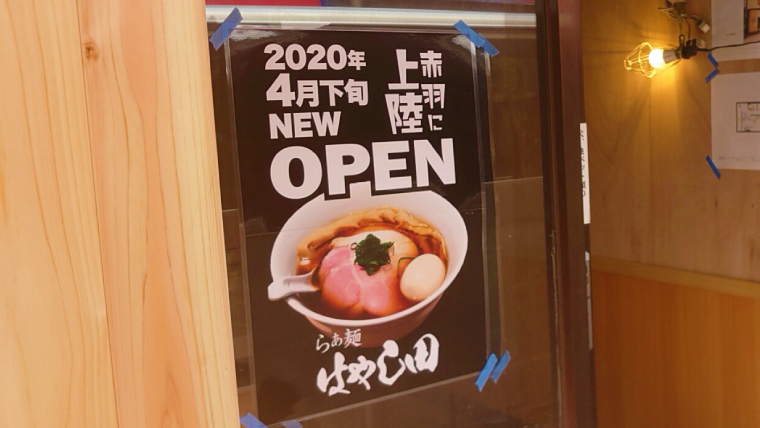 2020年
4月下旬
NEW
赤羽に
上陸
OPEN
らぁ麺
はやし田